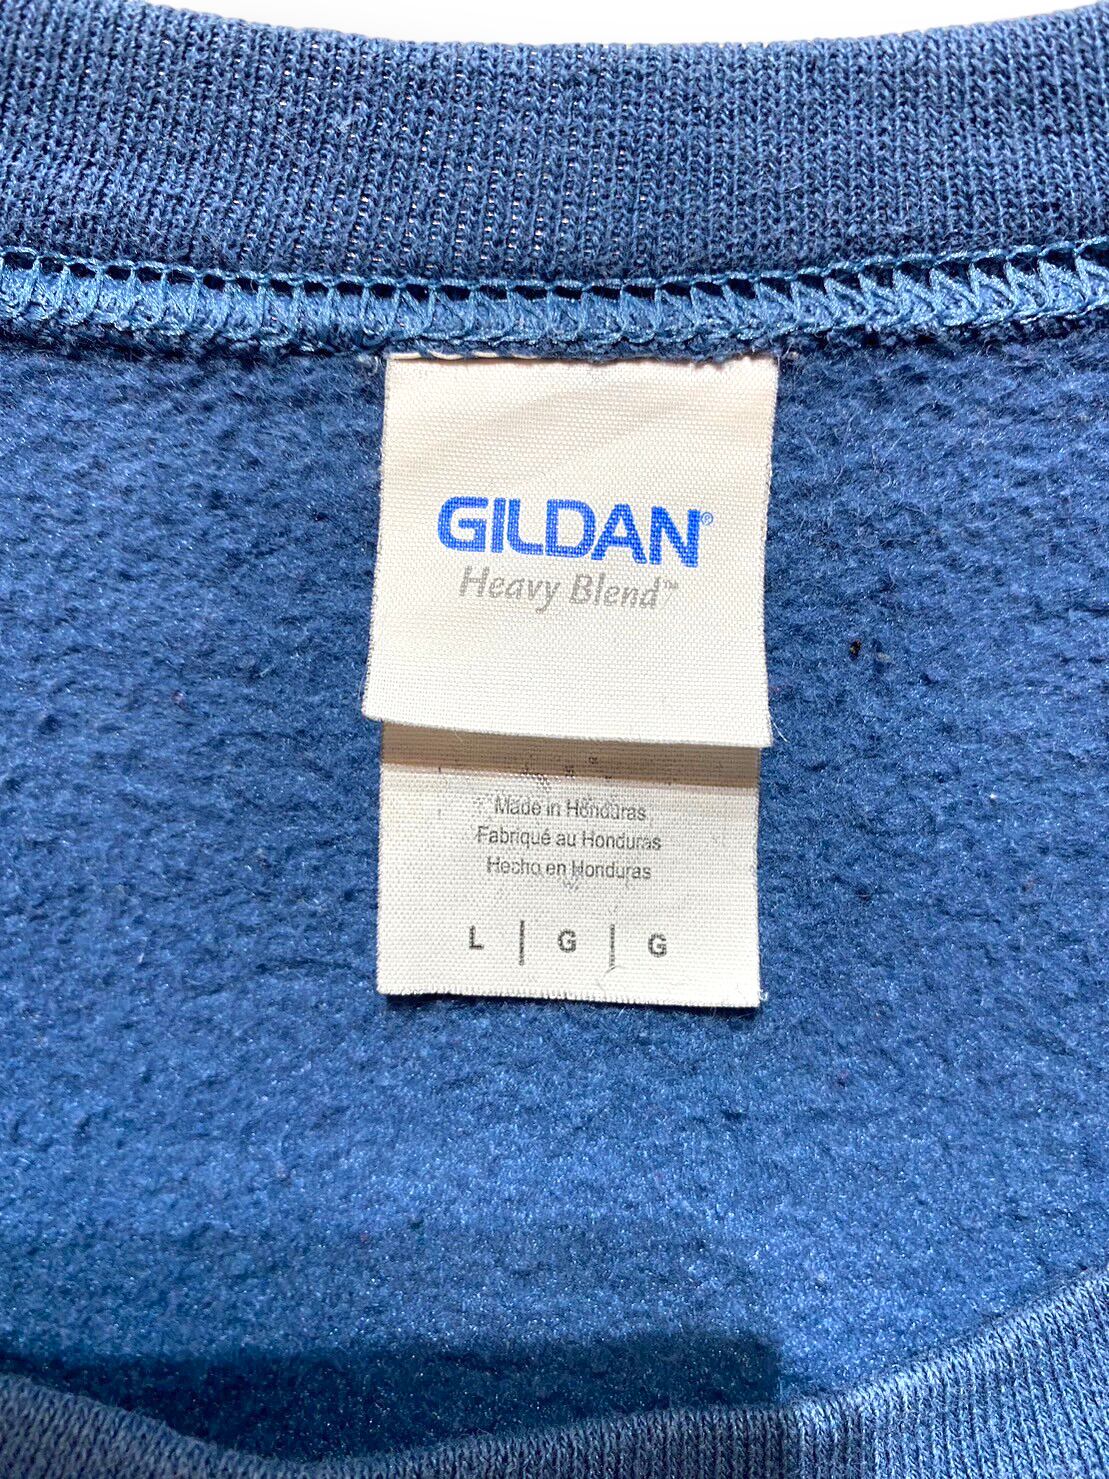 GILDAN®
Heavy Blend™
Made in Honduras
Fabriqué au Honduras
Hecho en Honduras
L | G | G